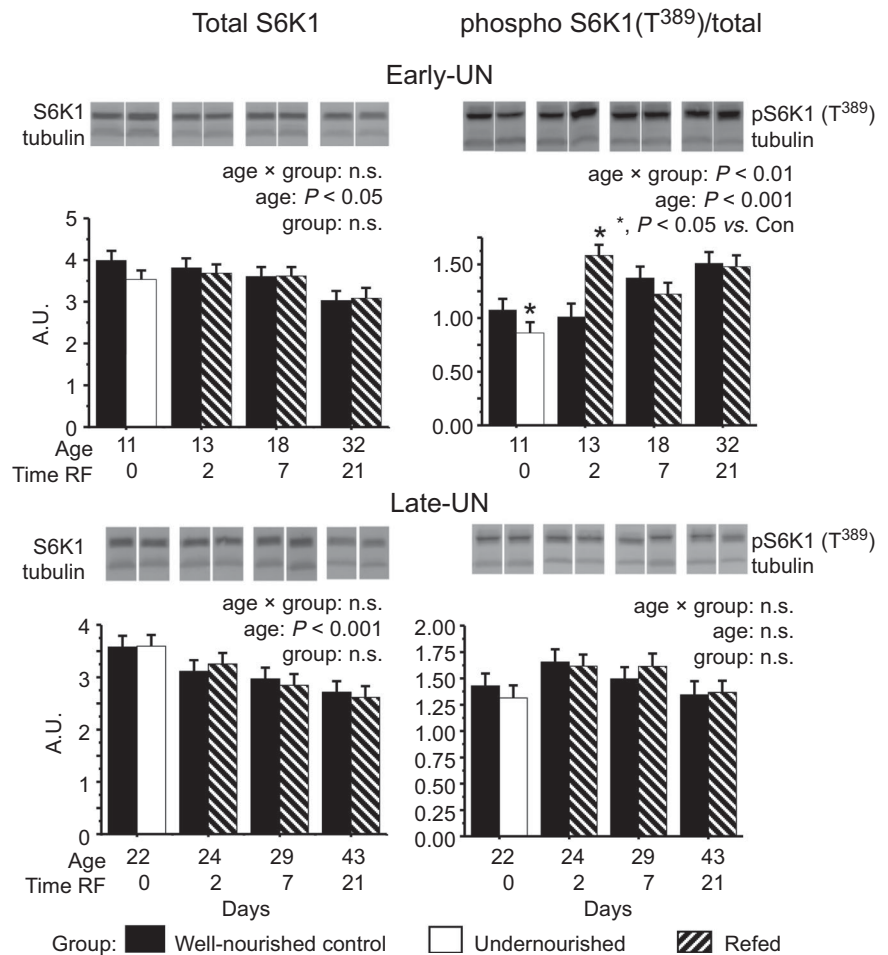 Total S6K1 phospho S6K1(T³⁸⁹)/total
Early-UN
S6K1
tubulin
pS6K1 (T³⁸⁹)
tubulin
age × group: n.s.
age: P < 0.05
group: n.s.
age × group: P < 0.01
age: P < 0.001
*, P < 0.05 vs. Con
A.U.
5
4
3
2
1
0
Age 11 13 18 32
Time RF 0 2 7 21
* *
1.50
1.00
0.50
0.00
11 13 18 32
0 2 7 21
Late-UN
S6K1
tubulin
pS6K1 (T³⁸⁹)
tubulin
age × group: n.s.
age: P < 0.001
group: n.s.
age × group: n.s.
age: n.s.
group: n.s.
A.U.
4
3
2
1
0
Age 22 24 29 43
Time RF 0 2 7 21
Days
2.00
1.75
1.50
1.25
1.00
0.75
0.50
0.25
0.00
22 24 29 43
0 2 7 21
Days
Group: Well-nourished control Undernourished Refed